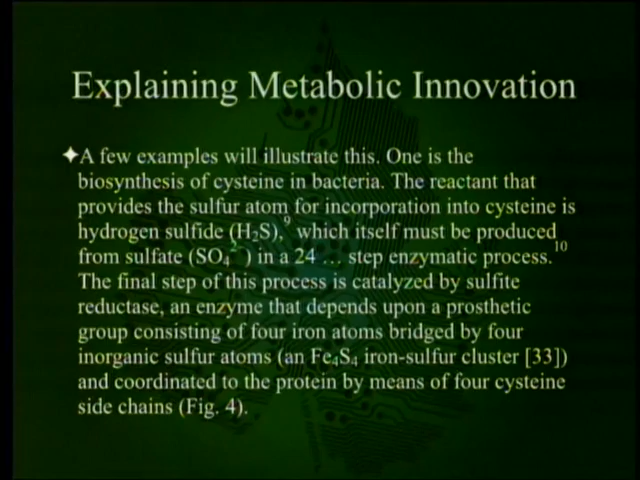 Explaining Metabolic Innovation
✦A few examples will illustrate this. One is the
biosynthesis of cysteine in bacteria. The reactant that
provides the sulfur atom for incorporation into cysteine is
hydrogen sulfide (H₂S),⁹ which itself must be produced
from sulfate (SO₄²⁻) in a 24 … step enzymatic process.¹⁰
The final step of this process is catalyzed by sulfite
reductase, an enzyme that depends upon a prosthetic
group consisting of four iron atoms bridged by four
inorganic sulfur atoms (an Fe₄S₄ iron-sulfur cluster [33])
and coordinated to the protein by means of four cysteine
side chains (Fig. 4).